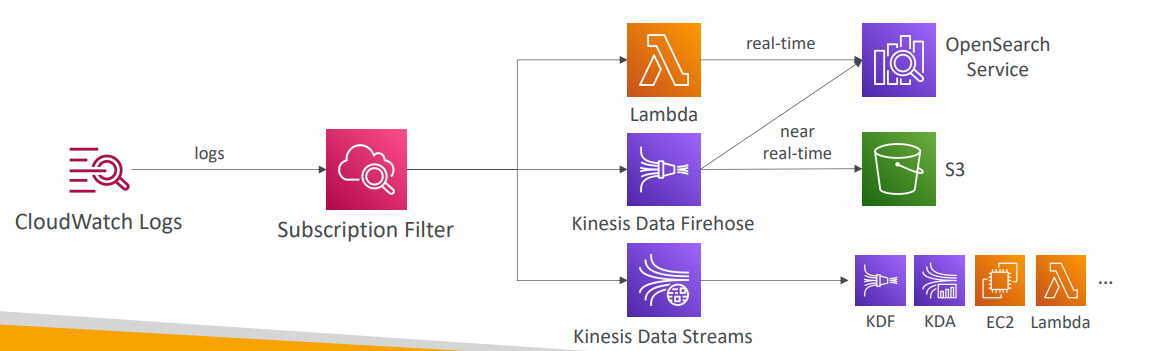 real-time
OpenSearch
Service
Lambda
near
real-time
logs
S3
CloudWatch Logs
Subscription Filter
Kinesis Data Firehose
...
KDF
KDA
EC2
Lambda
Kinesis Data Streams